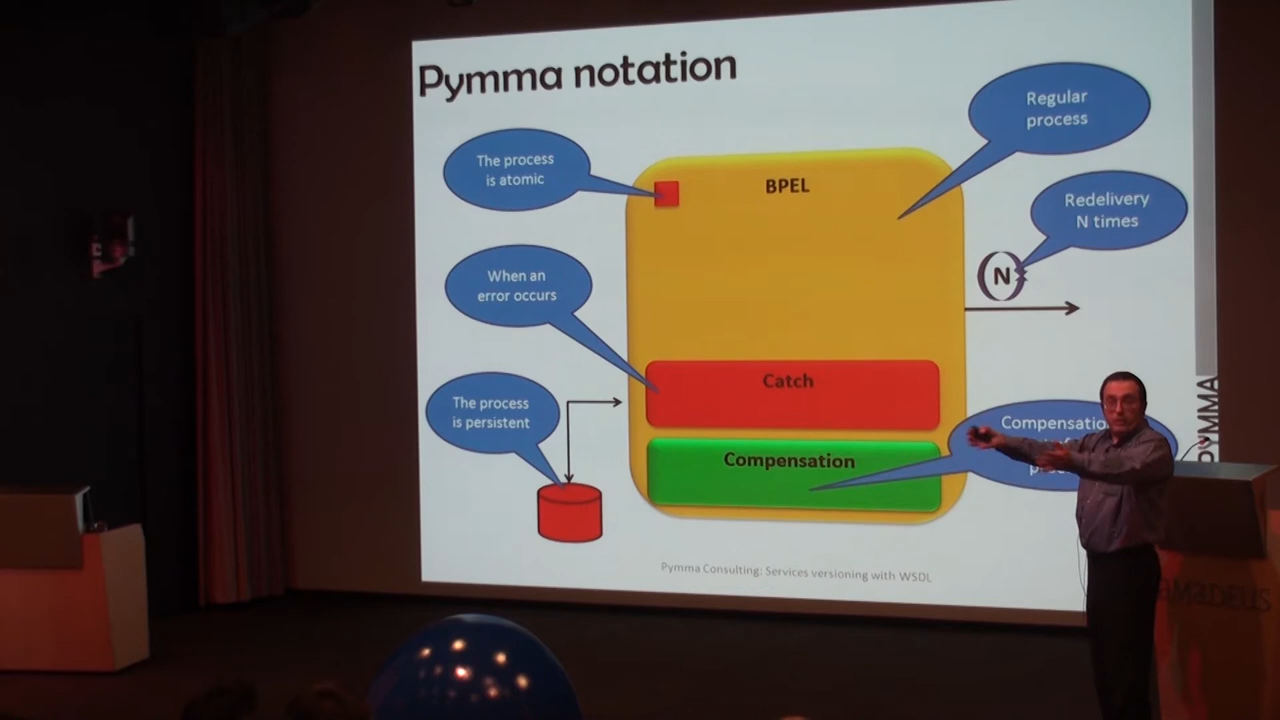 Pymma notation
Regular
process
The process
is atomic
BPEL
Redelivery
N times
When an
error occurs
N
Catch
The process
is persistent
Compensation
PYMMA
Pymma Consulting: Services versioning with WSDL
AMADEUS